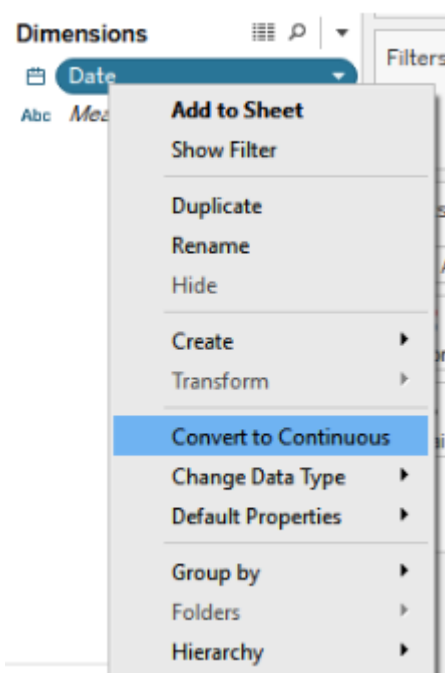 Dimensions
Filters
Date
Abc Mea
Add to Sheet
Show Filter
Duplicate
Rename
Hide
Create
Transform
Convert to Continuous
Change Data Type
Default Properties
Group by
Folders
Hierarchy